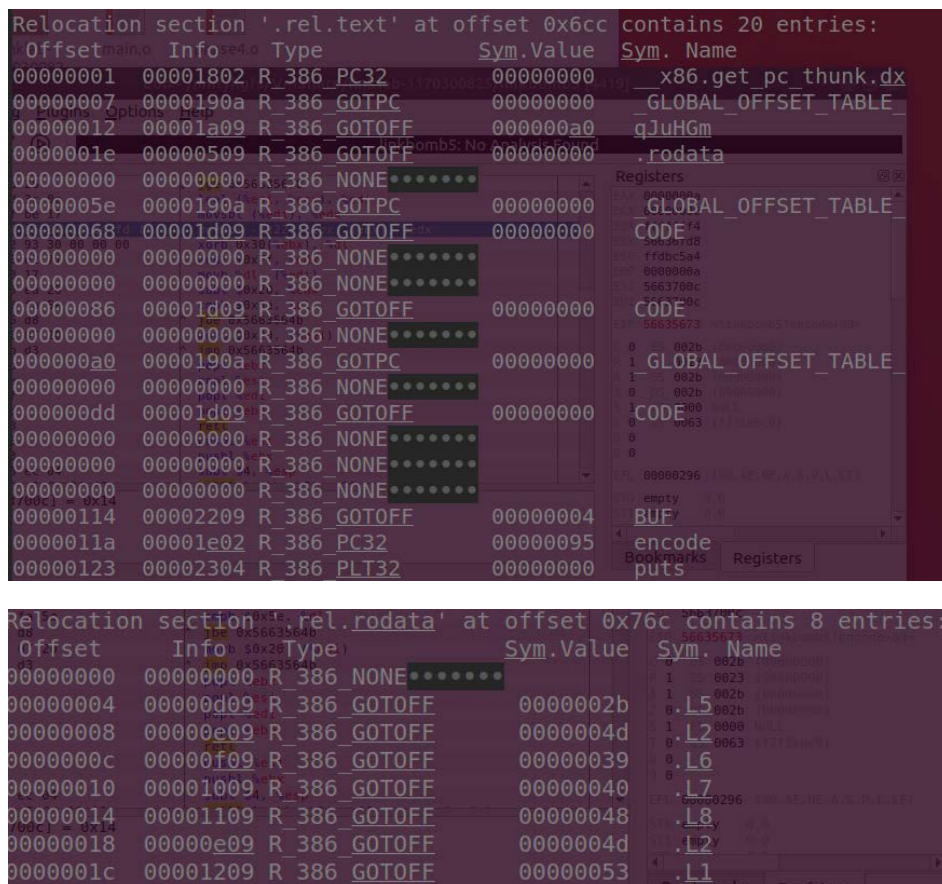 Relocation section '.rel.text' at offset 0x6cc contains 20 entries:
Offset Info Type Sym.Value Sym. Name
00000001 00001802 R_386_PC32 00000000 __x86.get_pc_thunk.dx
00000007 0000190a R_386_GOTPC 00000000 _GLOBAL_OFFSET_TABLE_
00000012 00001a09 R_386_GOTOFF 000000a0 qJuHGm
0000001e 00000509 R_386_GOTOFF 00000000 .rodata
00000000 00000000 R_386_NONE
0000005e 0000190a R_386_GOTPC 00000000 _GLOBAL_OFFSET_TABLE_
00000068 00001d09 R_386_GOTOFF 00000000 CODE
00000000 00000000 R_386_NONE
00000000 00000000 R_386_NONE
00000086 00001d09 R_386_GOTOFF 00000000 CODE
00000000 00000000 R_386_NONE
000000a0 0000190a R_386_GOTPC 00000000 _GLOBAL_OFFSET_TABLE_
00000000 00000000 R_386_NONE
000000dd 00001d09 R_386_GOTOFF 00000000 CODE
00000000 00000000 R_386_NONE
00000000 00000000 R_386_NONE
00000000 00000000 R_386_NONE
00000114 00002209 R_386_GOTOFF 00000004 BUF
0000011a 00001e02 R_386_PC32 00000095 encode
00000123 00002304 R_386_PLT32 00000000 puts
Registers
Bookmarks Registers
Relocation section '.rel.rodata' at offset 0x76c contains 8 entries:
Offset Info Type Sym.Value Sym. Name
00000000 00000000 R_386_NONE
00000004 00000d09 R_386_GOTOFF 0000002b .L5
00000008 00000e09 R_386_GOTOFF 0000004d .L2
0000000c 00000f09 R_386_GOTOFF 00000039 .L6
00000010 00001009 R_386_GOTOFF 00000040 .L7
00000014 00001109 R_386_GOTOFF 00000048 .L8
00000018 00000e09 R_386_GOTOFF 0000004d .L2
0000001c 00001209 R_386_GOTOFF 00000053 .L1